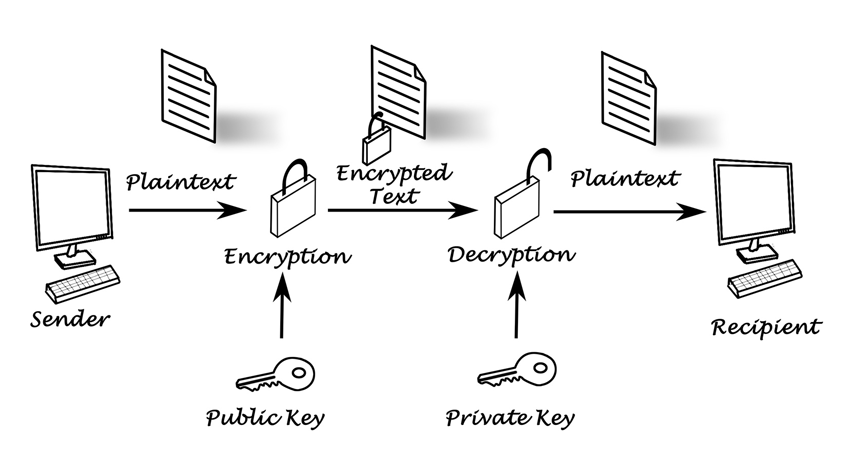 Plaintext
Encrypted
Text
Plaintext
Encryption
Decryption
Sender
Recipient
Public Key
Private Key